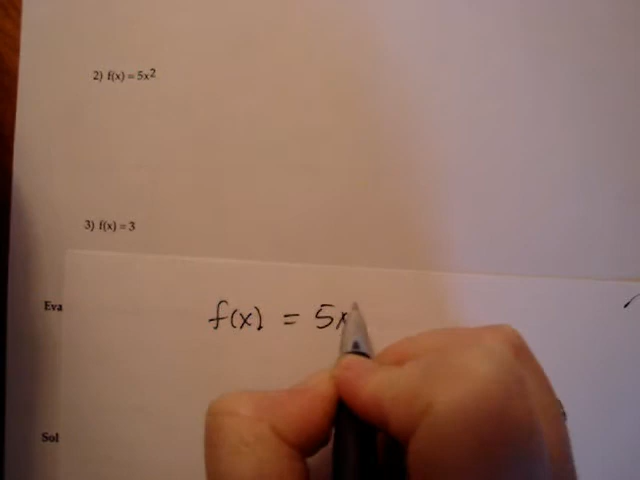 2) f(x) = 5x²
3) f(x) = 3
Eva
f(x) = 5x
Sol